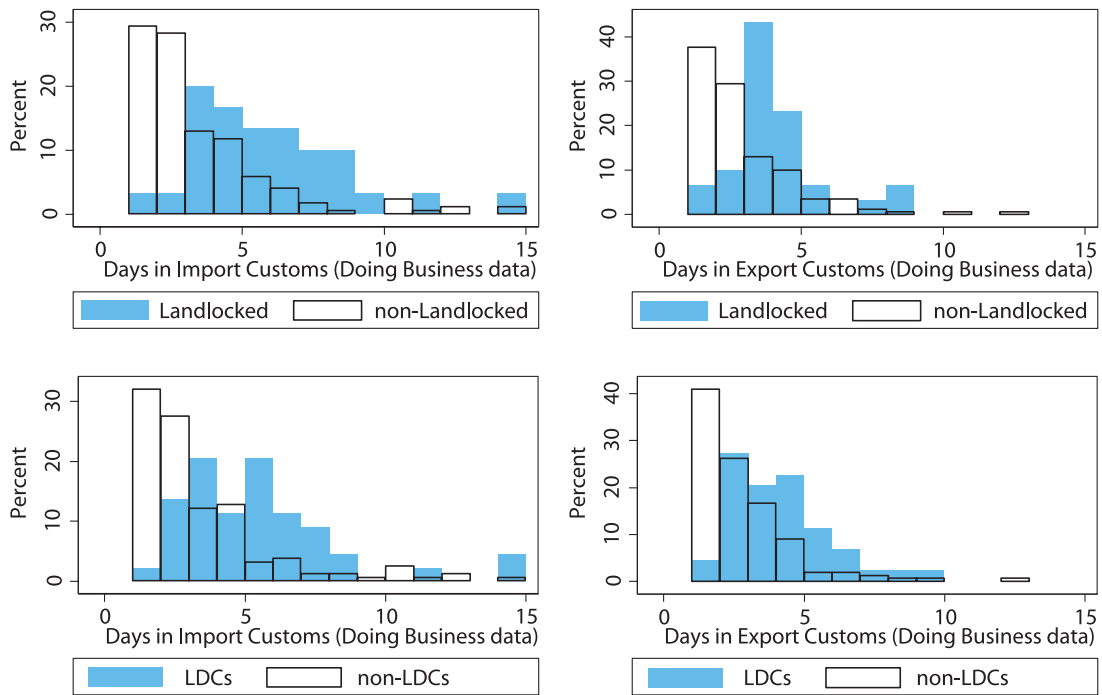 Percent
30
20
10
0
0 5 10 15
Days in Import Customs (Doing Business data)
Landlocked non-Landlocked
Percent
40
30
20
10
0
0 5 10 15
Days in Export Customs (Doing Business data)
Landlocked non-Landlocked
Percent
30
20
10
0
0 5 10 15
Days in Import Customs (Doing Business data)
LDCs non-LDCs
Percent
40
30
20
10
0
0 5 10 15
Days in Export Customs (Doing Business data)
LDCs non-LDCs